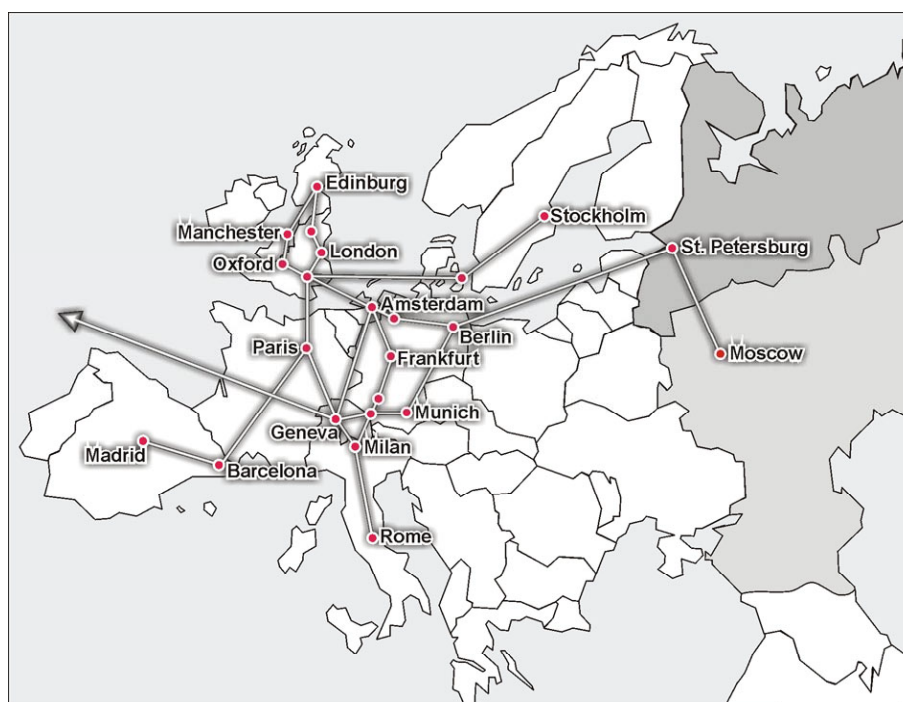 Edinburg
Manchester
Stockholm
London
Oxford
St. Petersburg
Amsterdam
Berlin
Paris
Frankfurt
Moscow
Geneva
Munich
Milan
Madrid
Barcelona
Rome